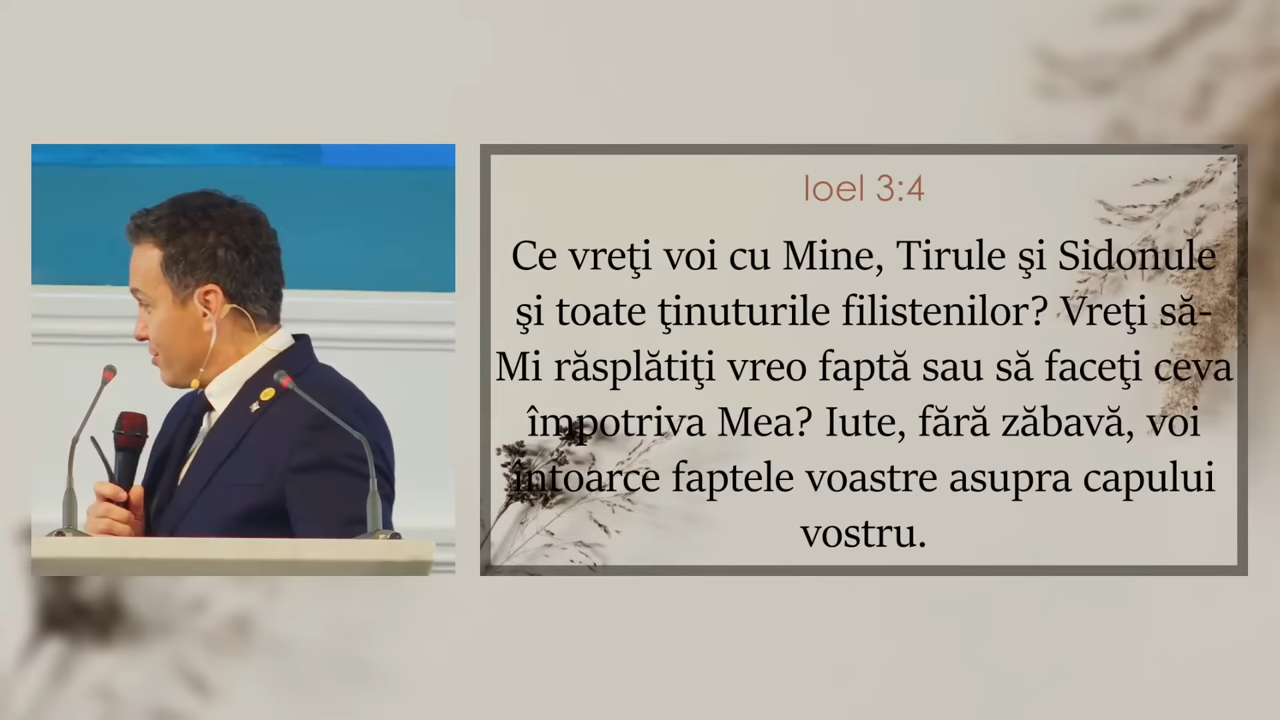 Ioel 3:4
Ce vreţi voi cu Mine, Tirule şi Sidonule
şi toate ţinuturile filistenilor? Vreţi să-
Mi răsplătiţi vreo faptă sau să faceţi ceva
împotriva Mea? Iute, fără zăbavă, voi
întoarce faptele voastre asupra capului
vostru.